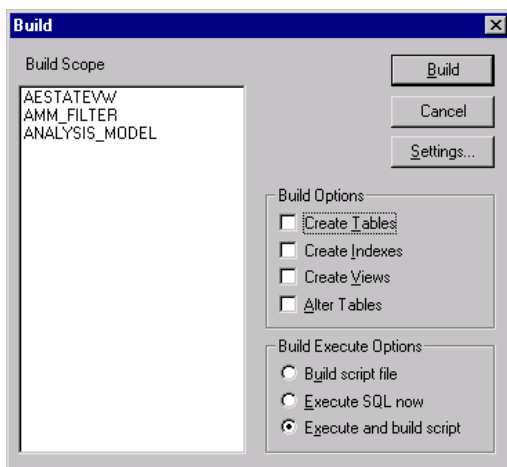 Build
Build Scope
AESTATEVW
AMM_FILTER
ANALYSIS_MODEL
Build
Cancel
Settings...
Build Options
Create Tables
Create Indexes
Create Views
Alter Tables
Build Execute Options
Build script file
Execute SQL now
Execute and build script